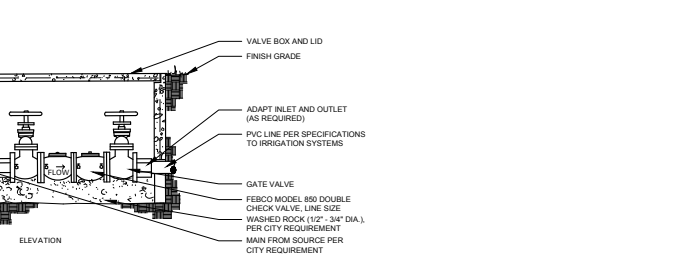 VALVE BOX AND LID
FINISH GRADE
ADAPT INLET AND OUTLET
(AS REQUIRED)
PVC LINE PER SPECIFICATIONS
TO IRRIGATION SYSTEMS
FLOW
GATE VALVE
FEBCO MODEL 850 DOUBLE
CHECK VALVE, LINE SIZE
WASHED ROCK (1/2" - 3/4" DIA.),
PER CITY REQUIREMENT
MAIN FROM SOURCE PER
CITY REQUIREMENT
ELEVATION